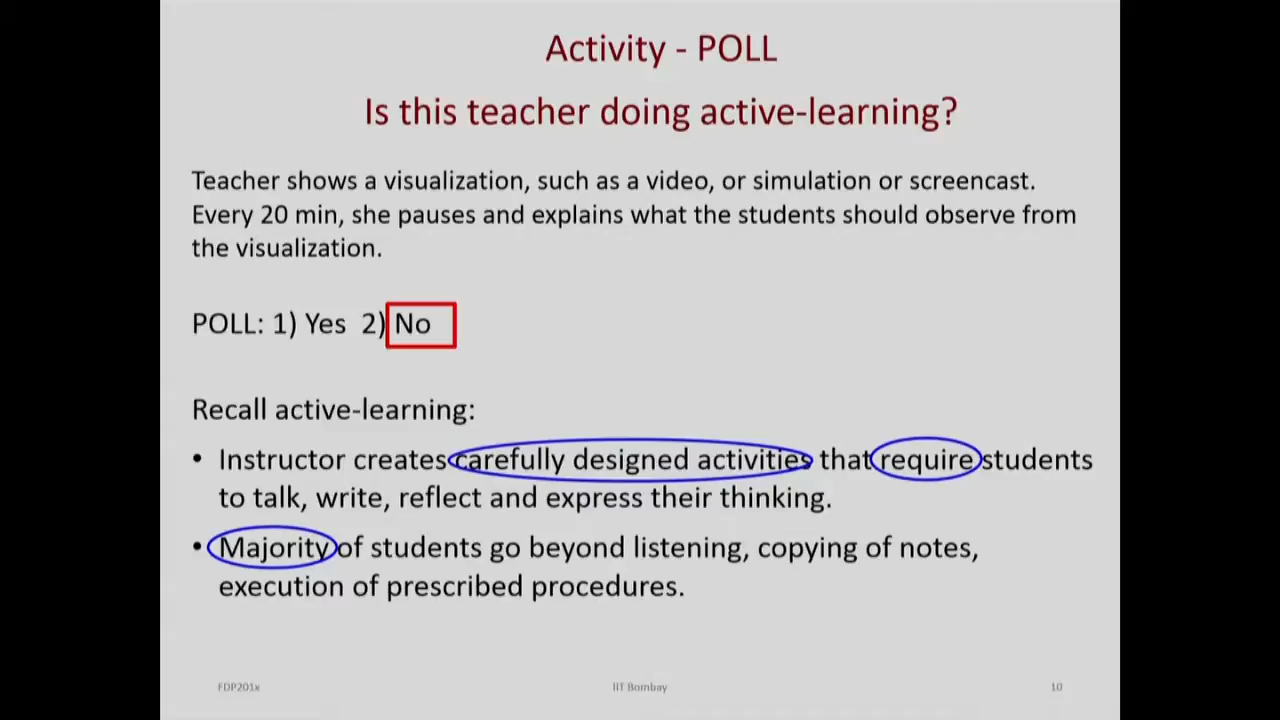 Activity - POLL
Is this teacher doing active-learning?
Teacher shows a visualization, such as a video, or simulation or screencast.
Every 20 min, she pauses and explains what the students should observe from
the visualization.
POLL: 1) Yes 2) No
Recall active-learning:
• Instructor creates carefully designed activities that require students
to talk, write, reflect and express their thinking.
• Majority of students go beyond listening, copying of notes,
execution of prescribed procedures.
FDP201x IIT Bombay 10